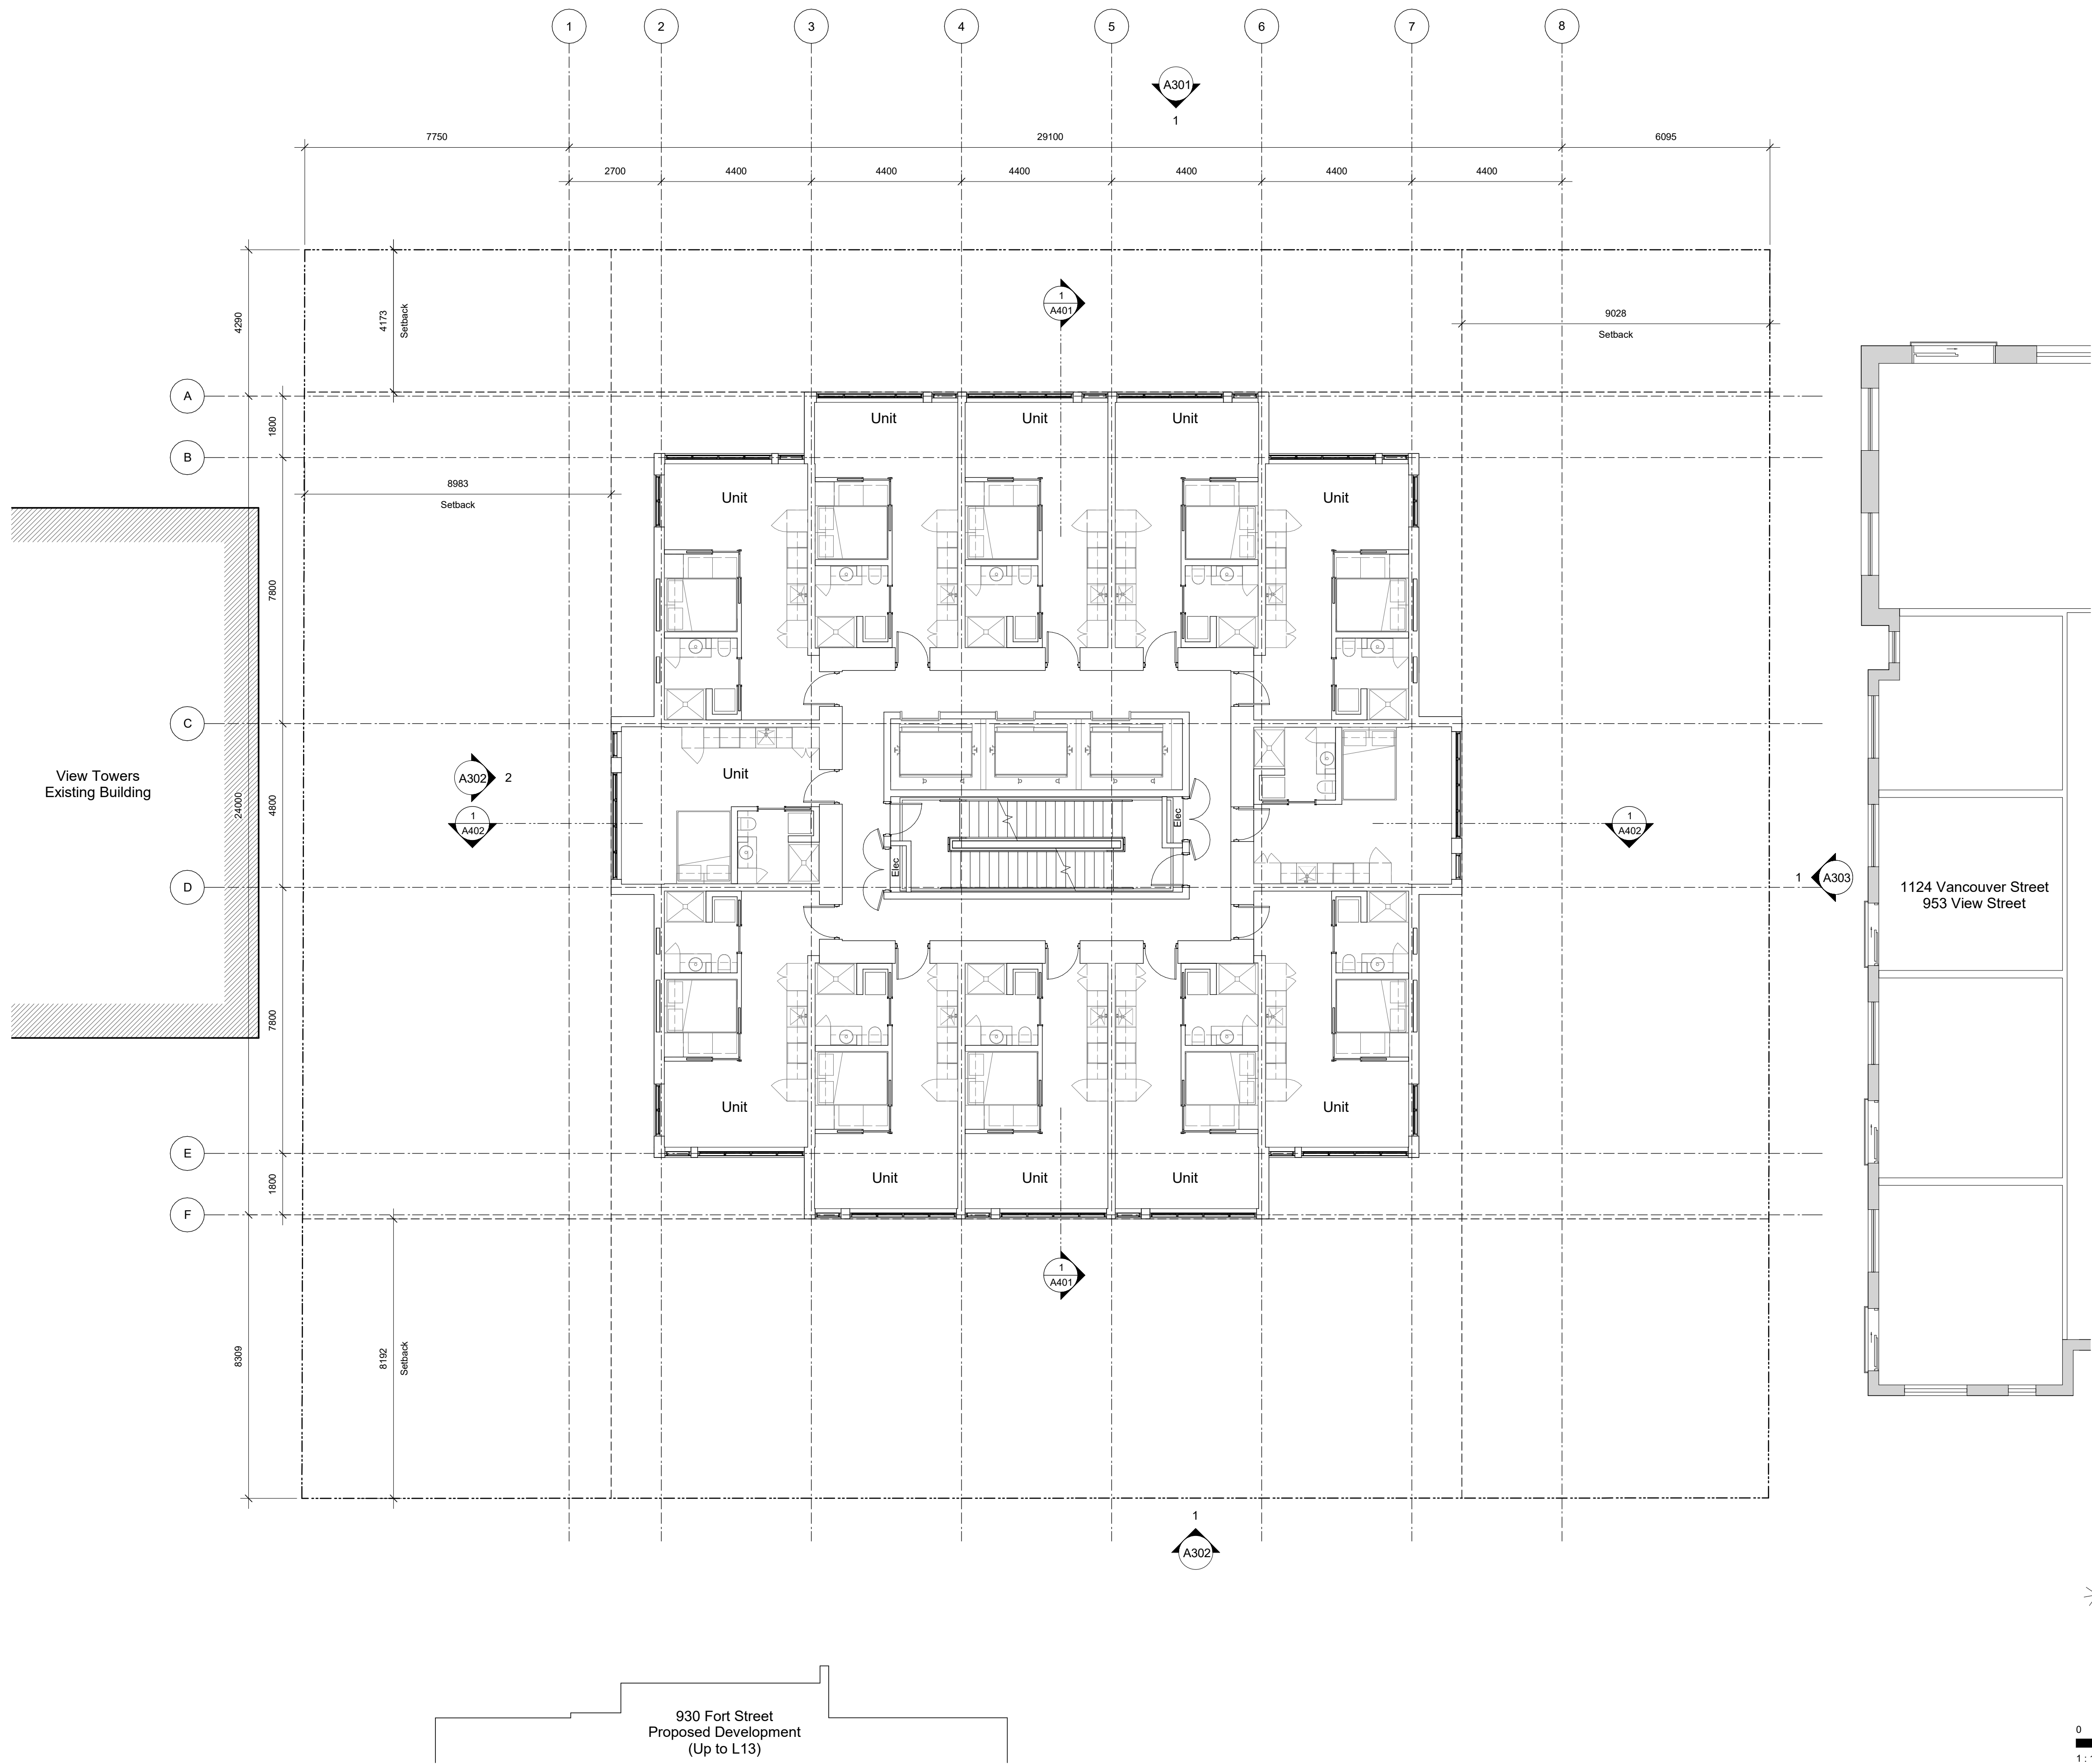 1 2 3 4 5 6 7 8
A301
1
7750 29100 6095
2700 4400 4400 4400 4400 4400 4400
4290
4173
Setback
1
A401
9028
Setback
A
1800
Unit Unit Unit
B
8983
Setback
Unit Unit
7800
C
View Towers
Existing Building
24000
4800
A302 2
1
A402
Unit
Elec
Elec
1
A402
1 A303
1124 Vancouver Street
953 View Street
D
7800
Unit Unit
E
1800
Unit Unit Unit
F
1
A401
8309
8192
Setback
1
A302
930 Fort Street
Proposed Development
(Up to L13)
0